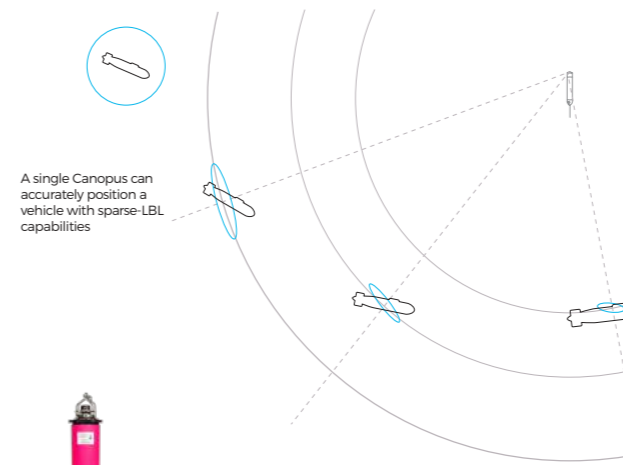 A single Canopus can
accurately position a
vehicle with sparse-LBL
capabilities